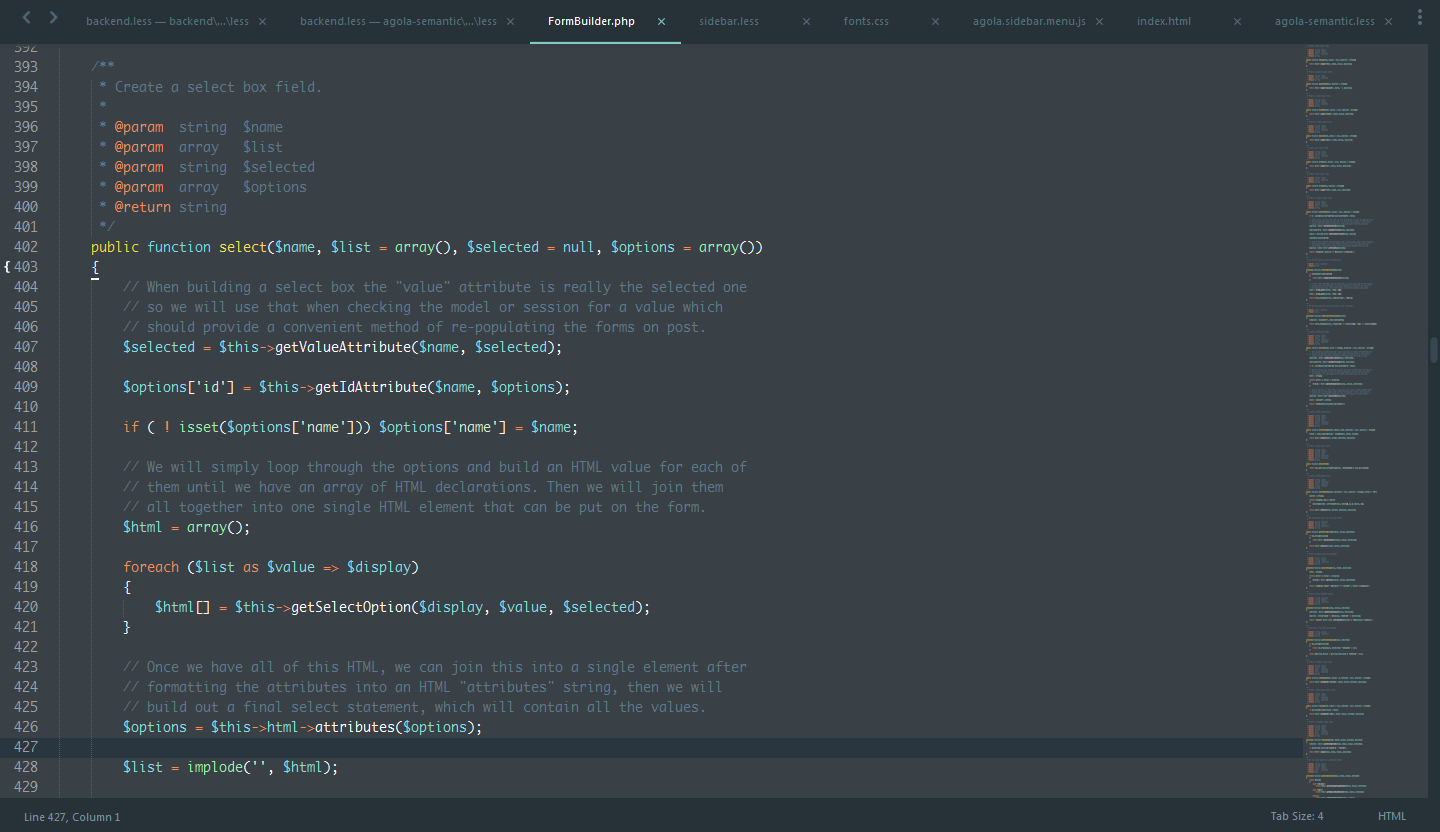 backend.less — backend\...\less × backend.less — agola-semantic\...\less × FormBuilder.php × sidebar.less × fonts.css × agola.sidebar.menu.js × index.html × agola-semantic.less ×
392
393 /**
394 * Create a select box field.
395 *
396 * @param string $name
397 * @param array $list
398 * @param string $selected
399 * @param array $options
400 * @return string
401 */
402 public function select($name, $list = array(), $selected = null, $options = array())
{ 403 {
404 // When building a select box the "value" attribute is really the selected one
405 // so we will use that when checking the model or session for a value which
406 // should provide a convenient method of re-populating the forms on post.
407 $selected = $this->getValueAttribute($name, $selected);
408
409 $options['id'] = $this->getIdAttribute($name, $options);
410
411 if ( ! isset($options['name'])) $options['name'] = $name;
412
413 // We will simply loop through the options and build an HTML value for each of
414 // them until we have an array of HTML declarations. Then we will join them
415 // all together into one single HTML element that can be put on the form.
416 $html = array();
417
418 foreach ($list as $value => $display)
419 {
420 $html[] = $this->getSelectOption($display, $value, $selected);
421 }
422
423 // Once we have all of this HTML, we can join this into a single element after
424 // formatting the attributes into an HTML "attributes" string, then we will
425 // build out a final select statement, which will contain all the values.
426 $options = $this->html->attributes($options);
427
428 $list = implode('', $html);
429
Line 427, Column 1 Tab Size: 4 HTML